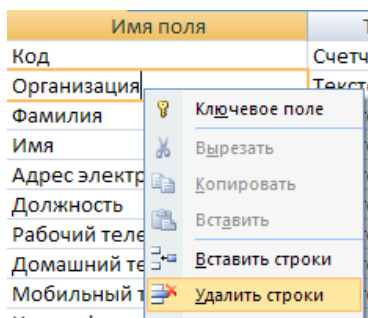 Имя поля
Код Счетч
Организация Текст
Фамилия
Имя
Адрес электр
Должность
Рабочий теле
Домашний те
Мобильный т
Ключевое поле
Вырезать
Копировать
Вставить
Вставить строки
Удалить строки